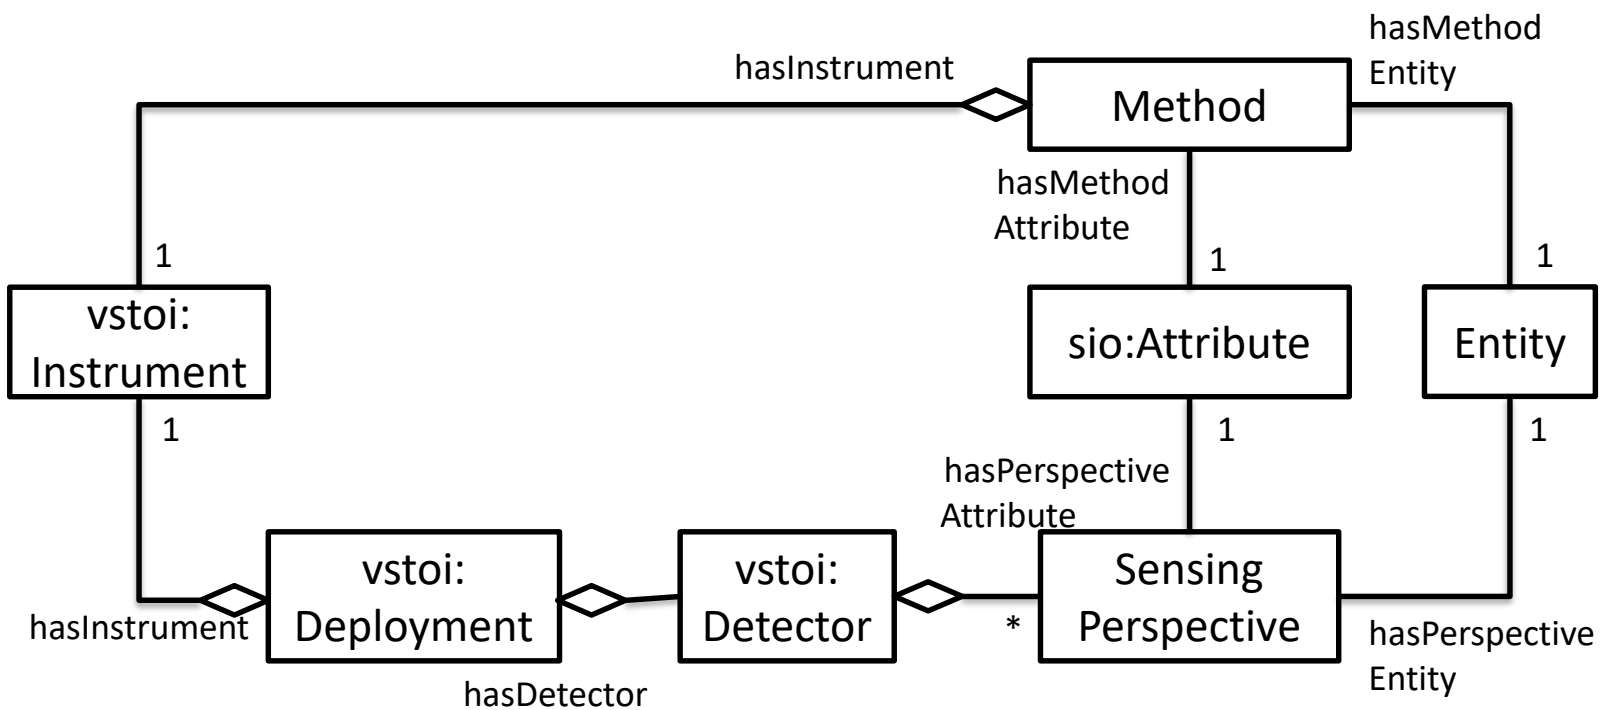 hasMethod
Entity
hasInstrument
Method
hasMethod
Attribute
1
1
1
vstoi:
Instrument
sio:Attribute
Entity
1
1
1
hasPerspective
Attribute
vstoi:
Deployment
vstoi:
Detector
*
Sensing
Perspective
hasInstrument
hasPerspective
Entity
hasDetector